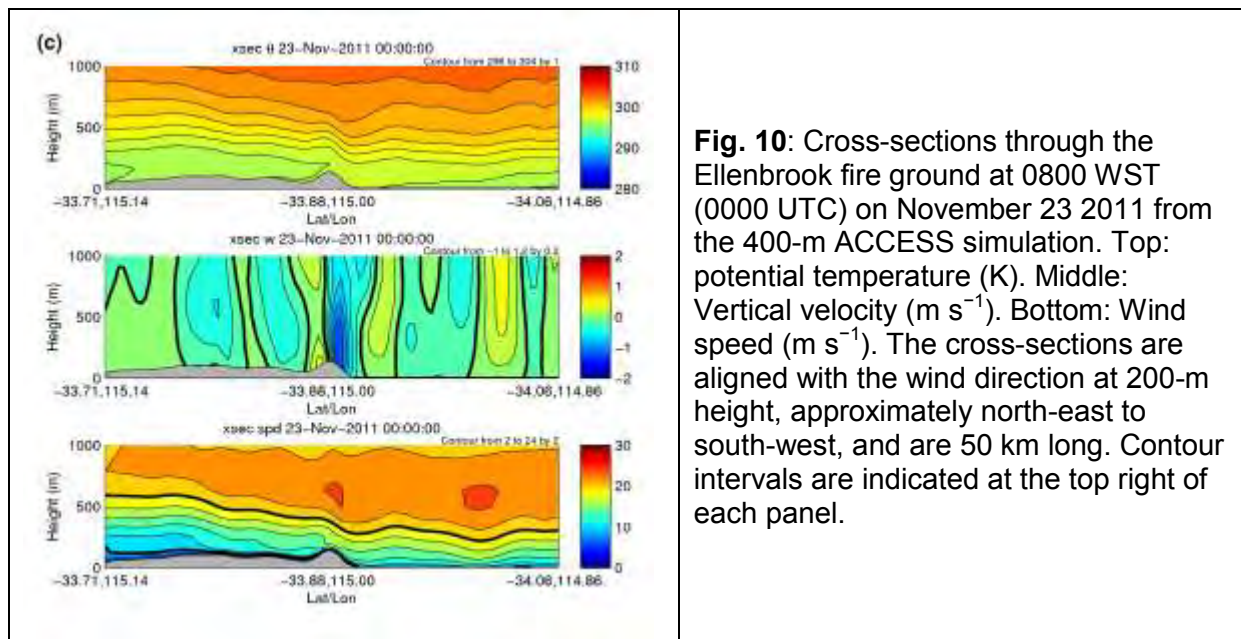 (c)
xsec θ 23-Nov-2011 00:00:00
Contour from 296 to 304 by 1
1000
500
0
Height (m)
310
300
290
280
-33.71,115.14
-33.88,115.00
-34.06,114.86
Lat/Lon
xsec w 23-Nov-2011 00:00:00
Contour from -1 to 1.2 by
1000
500
0
Height (m)
2
1
0
-1
-2
-33.71,115.14
-33.88,115.00
-34.06,114.86
Lat/Lon
xsec spd 23-Nov-2011 00:00:00
Contour from 2 to 24 by 2
1000
500
0
Height (m)
30
20
10
0
-33.71,115.14
-33.88,115.00
-34.06,114.86
Lat/Lon
Fig. 10: Cross-sections through the
Ellenbrook fire ground at 0800 WST
(0000 UTC) on November 23 2011 from
the 400-m ACCESS simulation. Top:
potential temperature (K). Middle:
Vertical velocity (m s⁻¹). Bottom: Wind
speed (m s⁻¹). The cross-sections are
aligned with the wind direction at 200-m
height, approximately north-east to
south-west, and are 50 km long. Contour
intervals are indicated at the top right of
each panel.